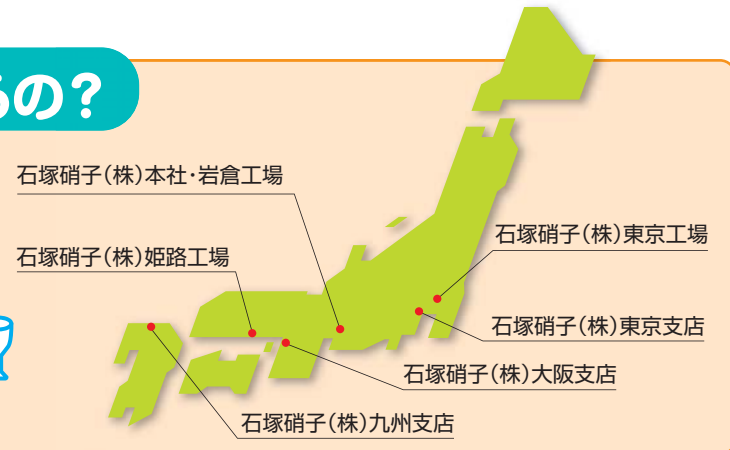 るの？
石塚硝子（株）本社・岩倉工場
石塚硝子（株）東京工場
石塚硝子（株）姫路工場
石塚硝子（株）東京支店
石塚硝子（株）大阪支店
石塚硝子（株）九州支店